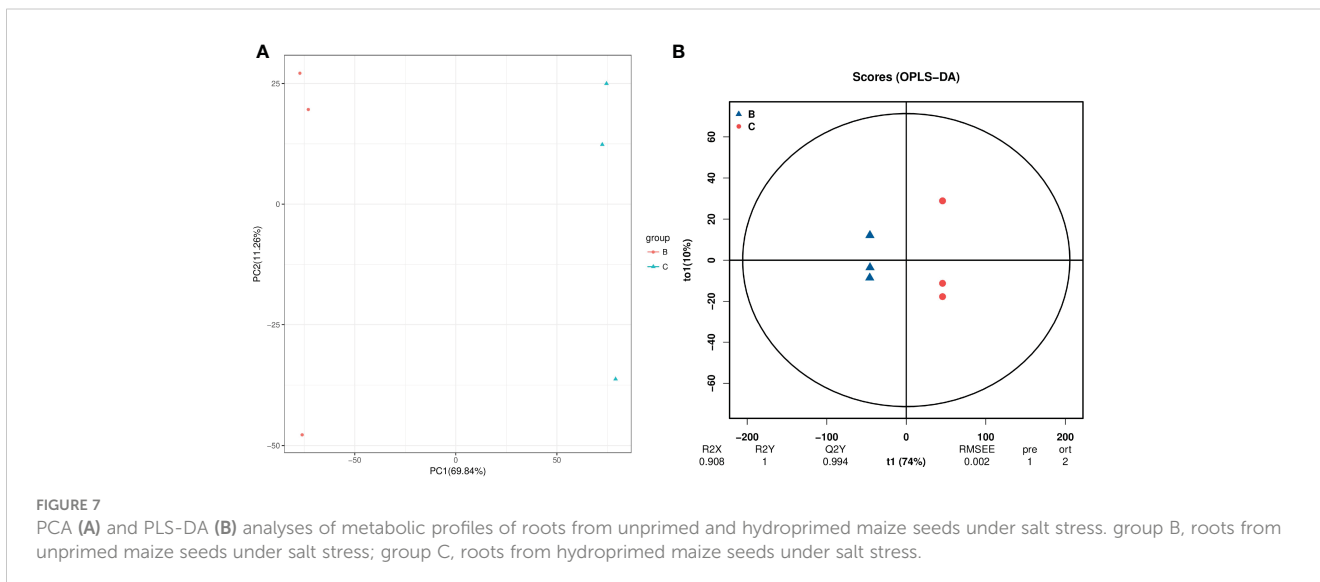 A
25
0
−25
−50
PC2(11.26%)
−50
0
50
PC1(69.84%)
group
B
C
B
Scores (OPLS−DA)
B
C
60
40
20
0
−20
−40
−60
to1(10%)
−200
−100
0
100
200
R2X R2Y Q2Y RMSEE pre ort
0.908 1 0.994 t1 (74%) 0.002 1 2
FIGURE 7
PCA (A) and PLS-DA (B) analyses of metabolic profiles of roots from unprimed and hydroprimed maize seeds under salt stress. group B, roots from
unprimed maize seeds under salt stress; group C, roots from hydroprimed maize seeds under salt stress.